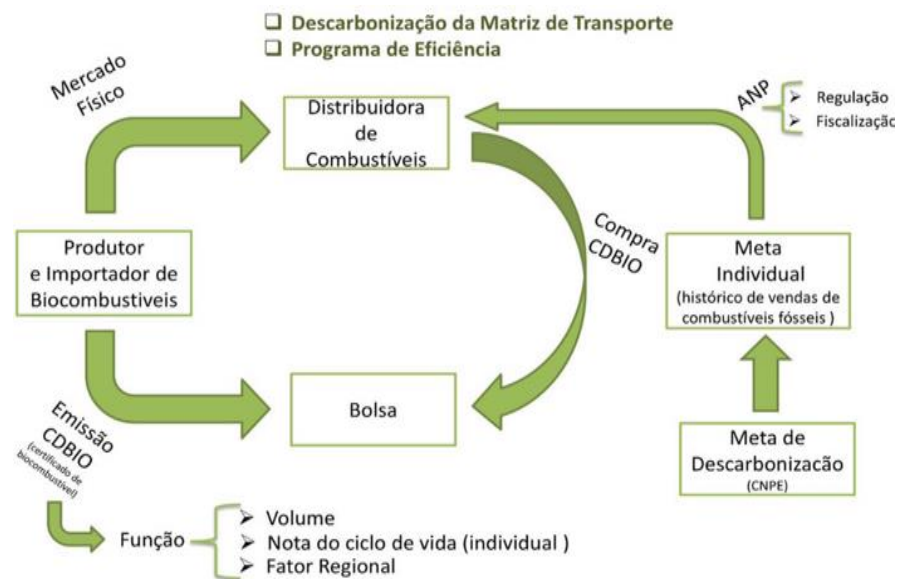 Descarbonização da Matriz de Transporte
Programa de Eficiência
Mercado
Físico
Distribuidora
de
Combustíveis
ANP
Regulação
Fiscalização
Produtor
e Importador de
Biocombustiveis
Compra
CDBIO
Meta
Individual
(histórico de vendas de
combustíveis fósseis )
Emissão
CDBIO
(certificado de
biocombustível)
Bolsa
Meta de
Descarbonizacão
(CNPE)
Função
Volume
Nota do ciclo de vida (individual )
Fator Regional